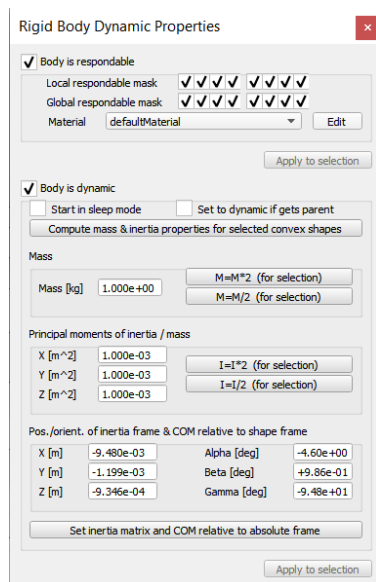 Rigid Body Dynamic Properties
Body is respondable
Local respondable mask
Global respondable mask
Material defaultMaterial Edit
Apply to selection
Body is dynamic
Start in sleep mode Set to dynamic if gets parent
Compute mass & inertia properties for selected convex shapes
Mass
M=M*2 (for selection)
Mass [kg] 1.000e+00
M=M/2 (for selection)
Principal moments of inertia / mass
X [m^2] 1.000e-03
I=I*2 (for selection)
Y [m^2] 1.000e-03
I=I/2 (for selection)
Z [m^2] 1.000e-03
Pos./orient. of inertia frame & COM relative to shape frame
X [m] -9.480e-03 Alpha [deg] -4.60e+00
Y [m] -1.199e-03 Beta [deg] +9.86e-01
Z [m] -9.346e-04 Gamma [deg] -9.48e+01
Set inertia matrix and COM relative to absolute frame
Apply to selection